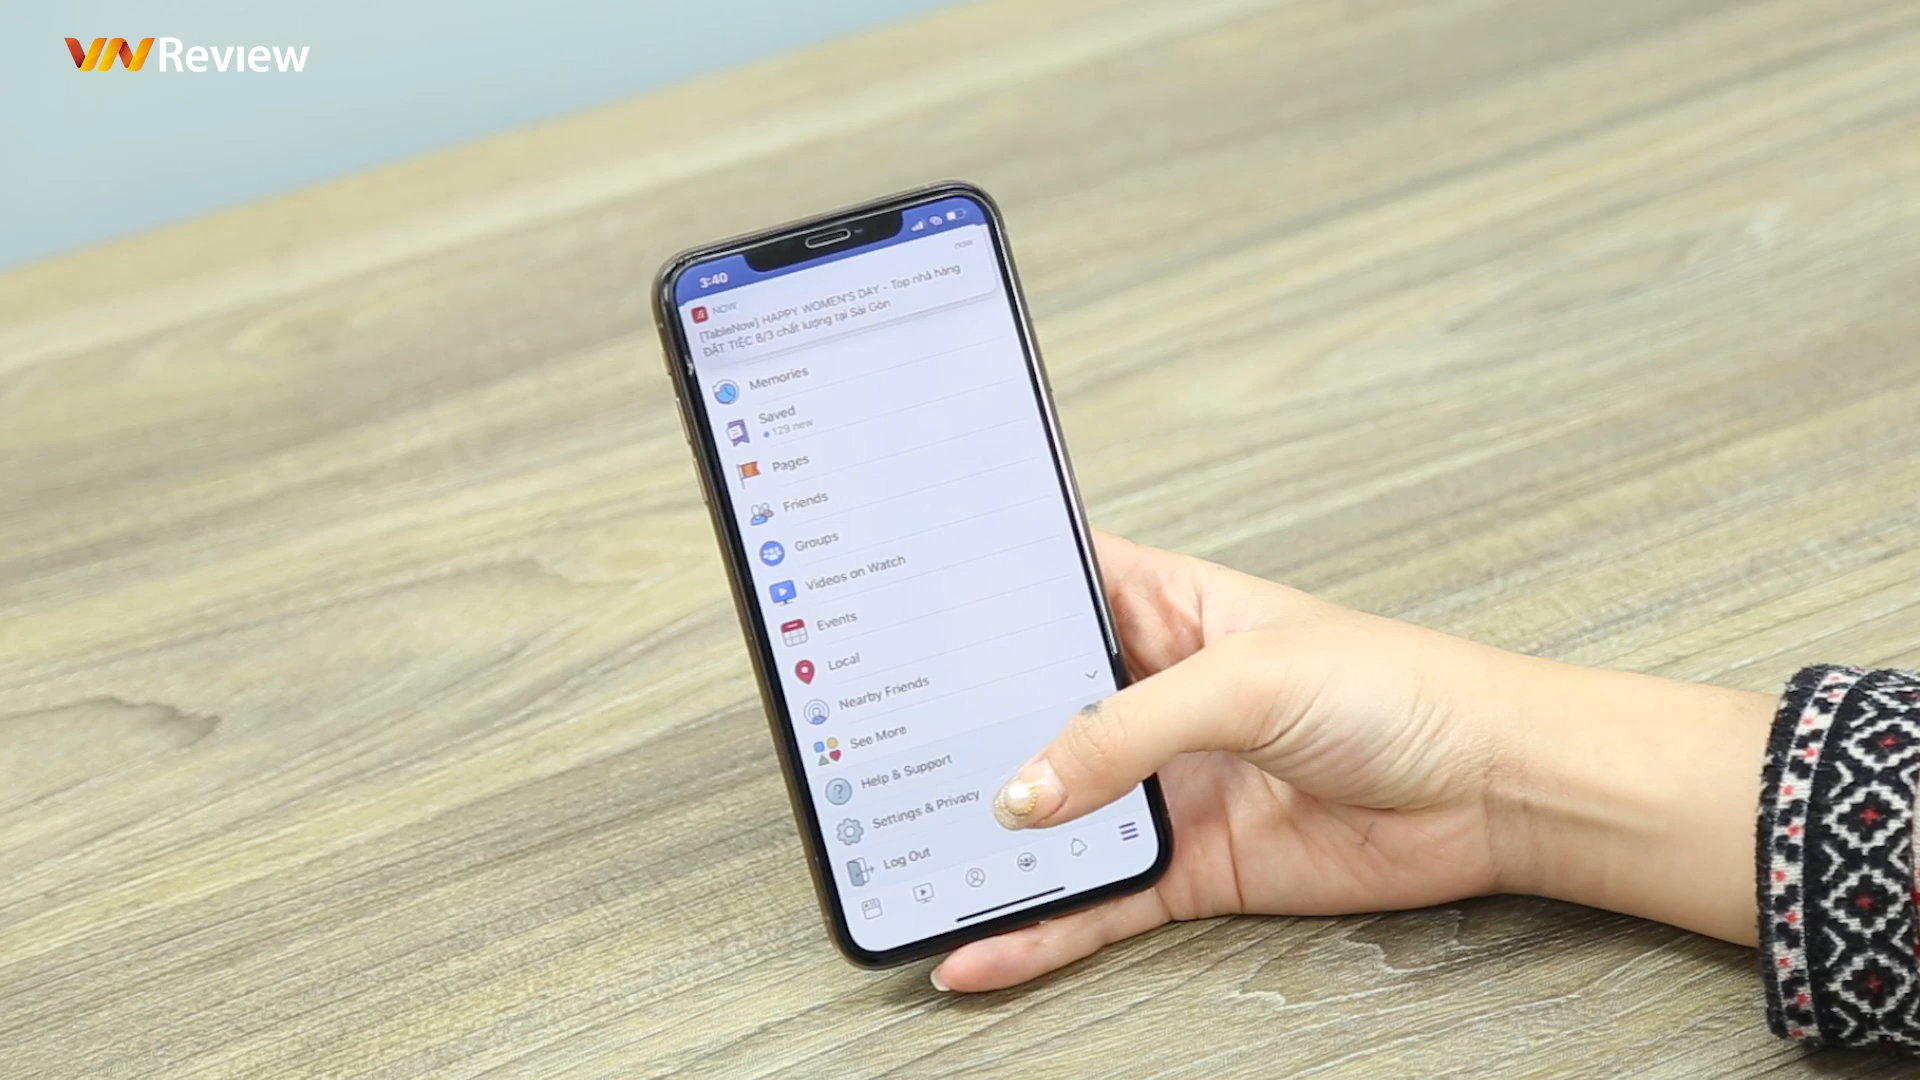 VNReview
3:40
NOW
now
[TableNow] HAPPY WOMEN'S DAY - Top nhà hàng
ĐẶT TIỆC 8/3 chất lượng tại Sài Gòn
Memories
Saved
129 new
Pages
Friends
Groups
Videos on Watch
Events
Local
Nearby Friends
See More
Help & Support
Settings & Privacy
Log Out